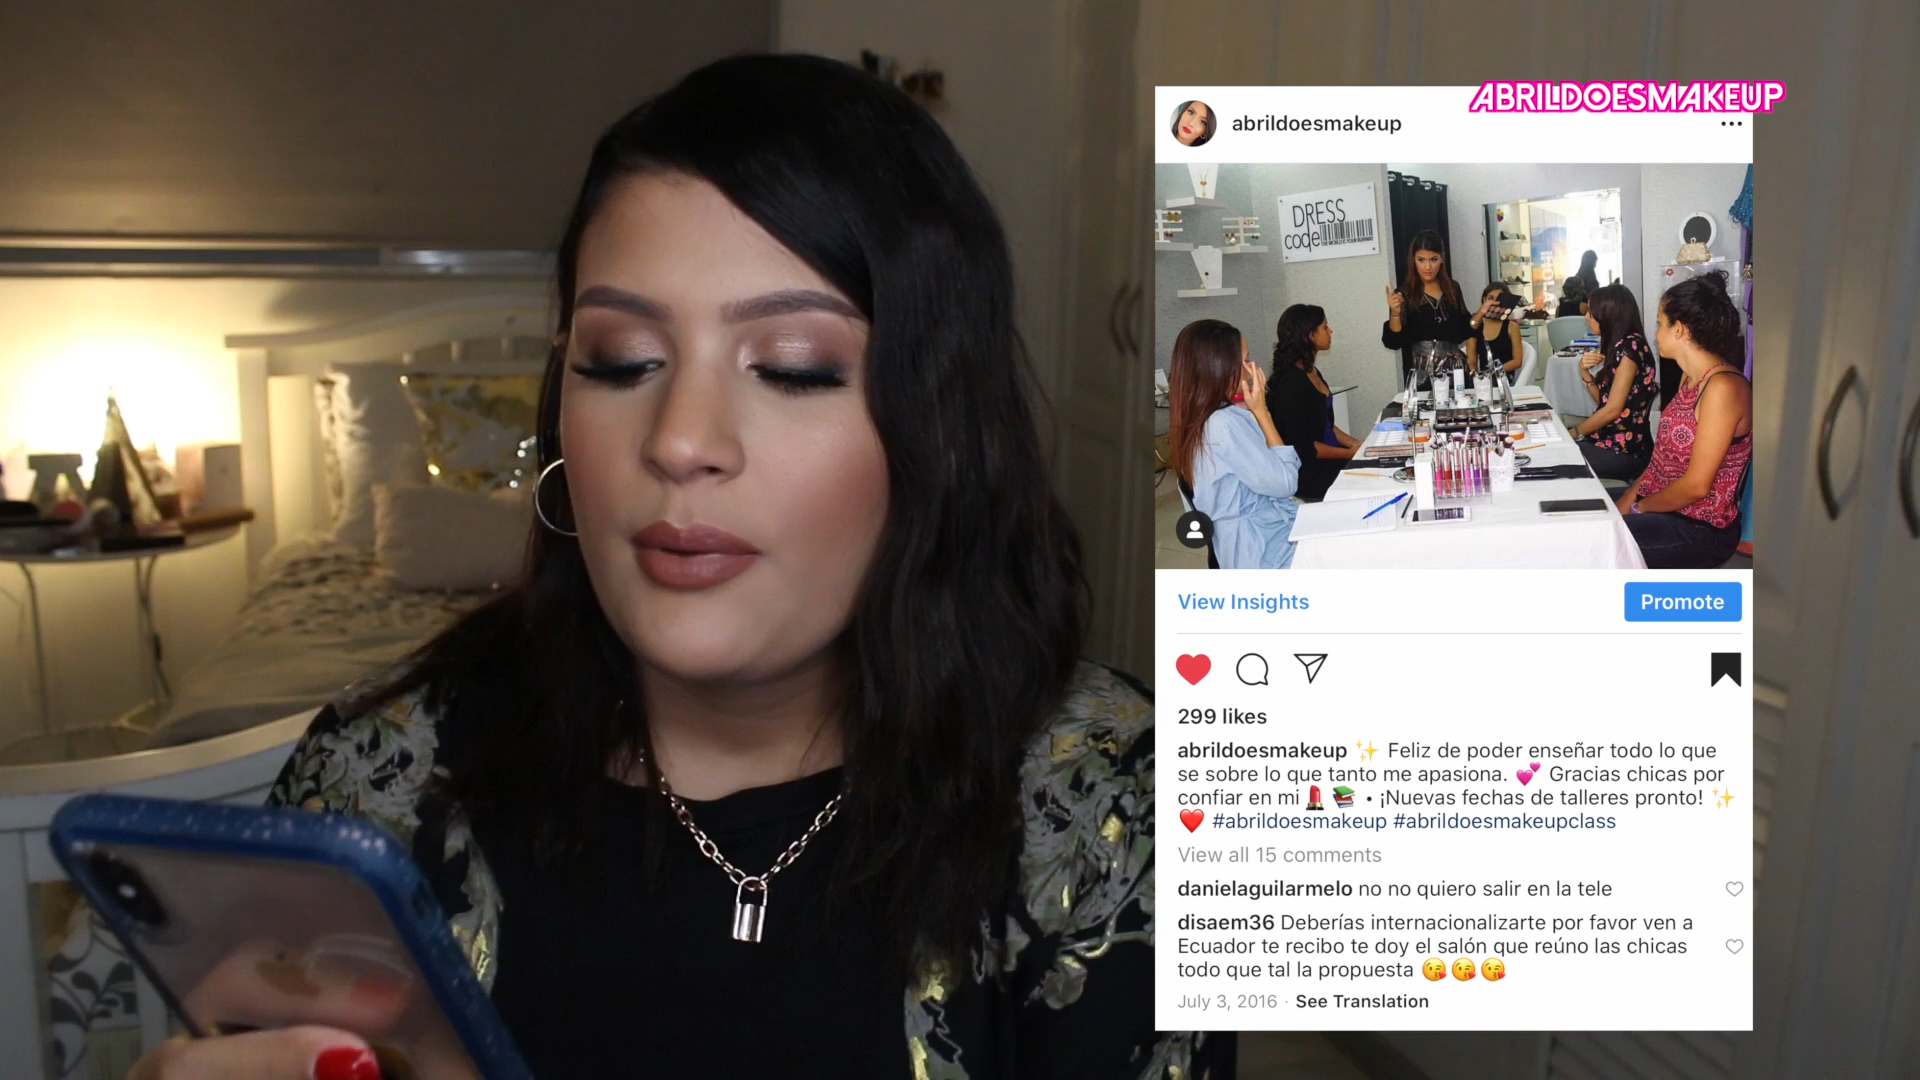 ABRILDOESMAKEUP
abrildoesmakeup
DRESS
code
View Insights
Promote
299 likes
abrildoesmakeup ✨ Feliz de poder enseñar todo lo que
se sobre lo que tanto me apasiona. 💕 Gracias chicas por
confiar en mi 💄 📚 • ¡Nuevas fechas de talleres pronto! ✨
❤️ #abrildoesmakeup #abrildoesmakeupclass
View all 15 comments
danielaguilarmelo no no quiero salir en la tele
disaem36 Deberías internacionalizarte por favor ven a
Ecuador te recibo te doy el salón que reúno las chicas
todo que tal la propuesta 😘 😘 😘
July 3, 2016 · See Translation